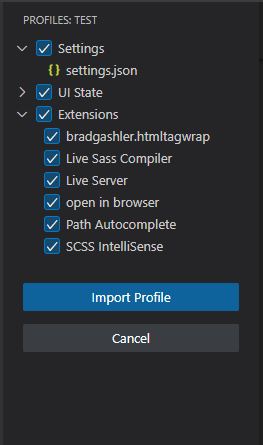 PROFILES: TEST
Settings
{} settings.json
UI State
Extensions
bradgashler.htmltagwrap
Live Sass Compiler
Live Server
open in browser
Path Autocomplete
SCSS IntelliSense
Import Profile
Cancel